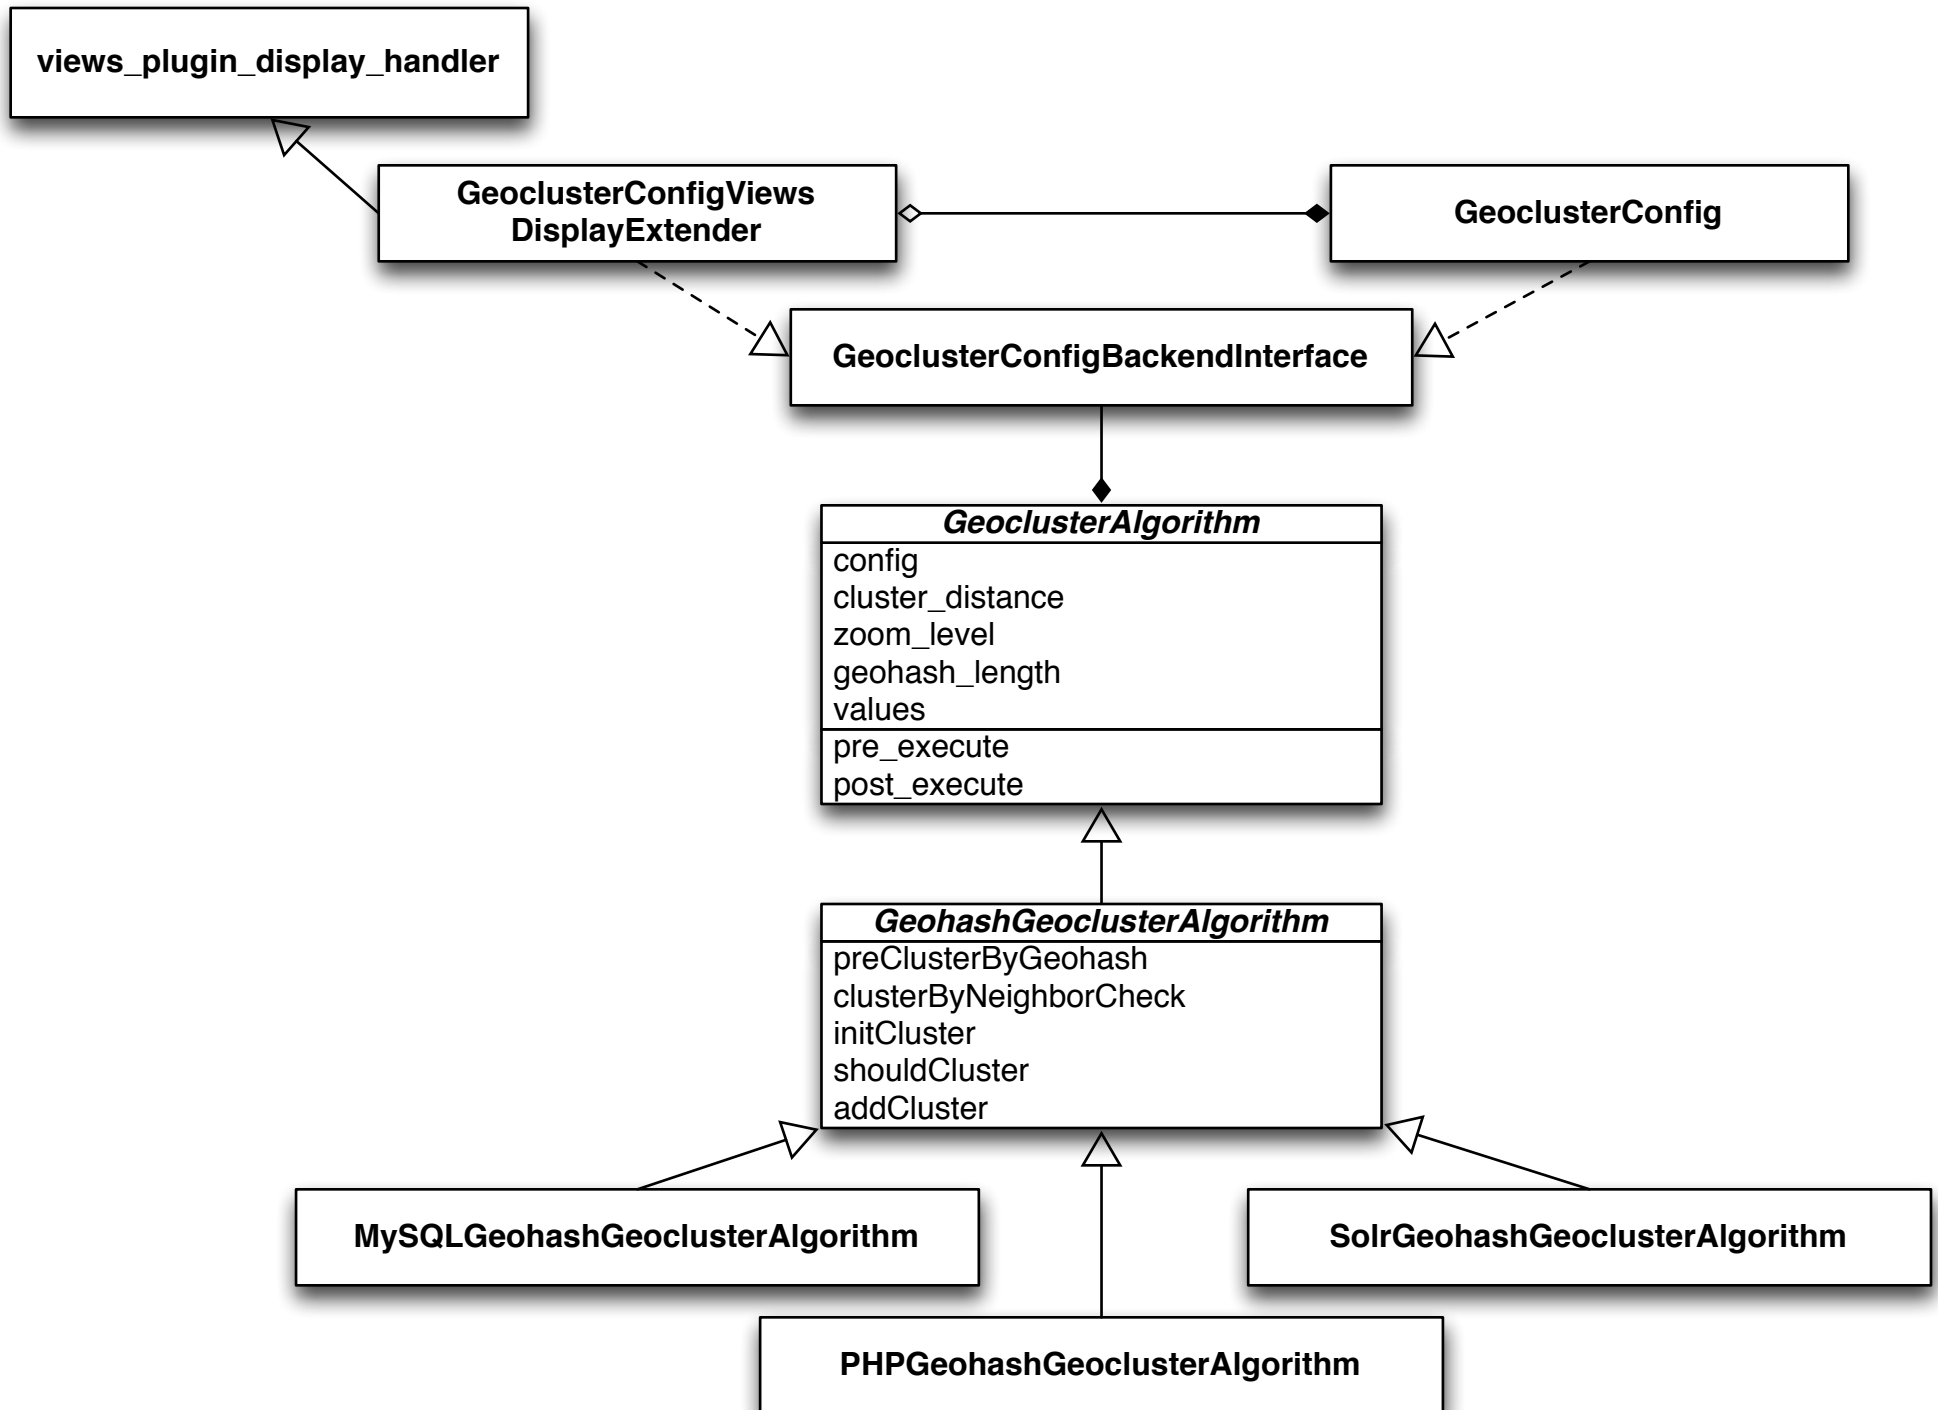 views_plugin_display_handler
GeoclusterConfigViews
DisplayExtender
GeoclusterConfig
GeoclusterConfigBackendInterface
GeoclusterAlgorithm
config
cluster_distance
zoom_level
geohash_length
values
pre_execute
post_execute
GeohashGeoclusterAlgorithm
preClusterByGeohash
clusterByNeighborCheck
initCluster
shouldCluster
addCluster
MySQLGeohashGeoclusterAlgorithm
SolrGeohashGeoclusterAlgorithm
PHPGeohashGeoclusterAlgorithm